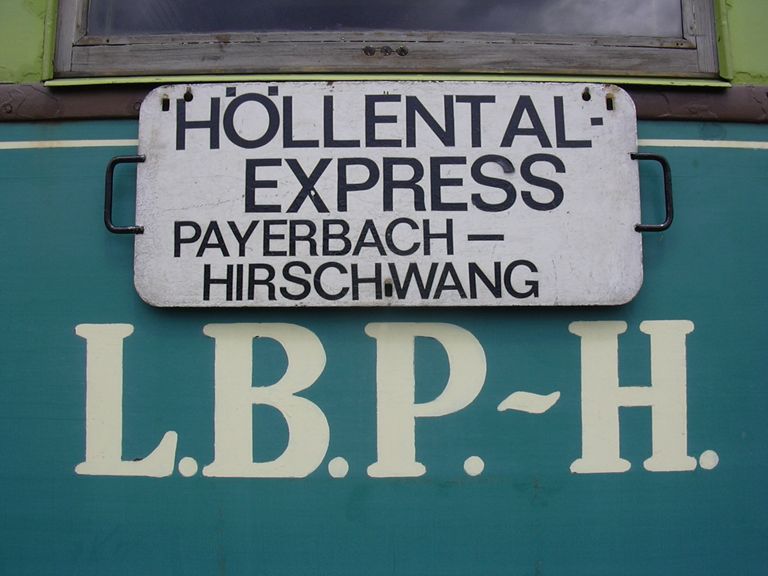 HÖLLENTAL-
EXPRESS
PAYERBACH —
HIRSCHWANG
L.B.P.~H.